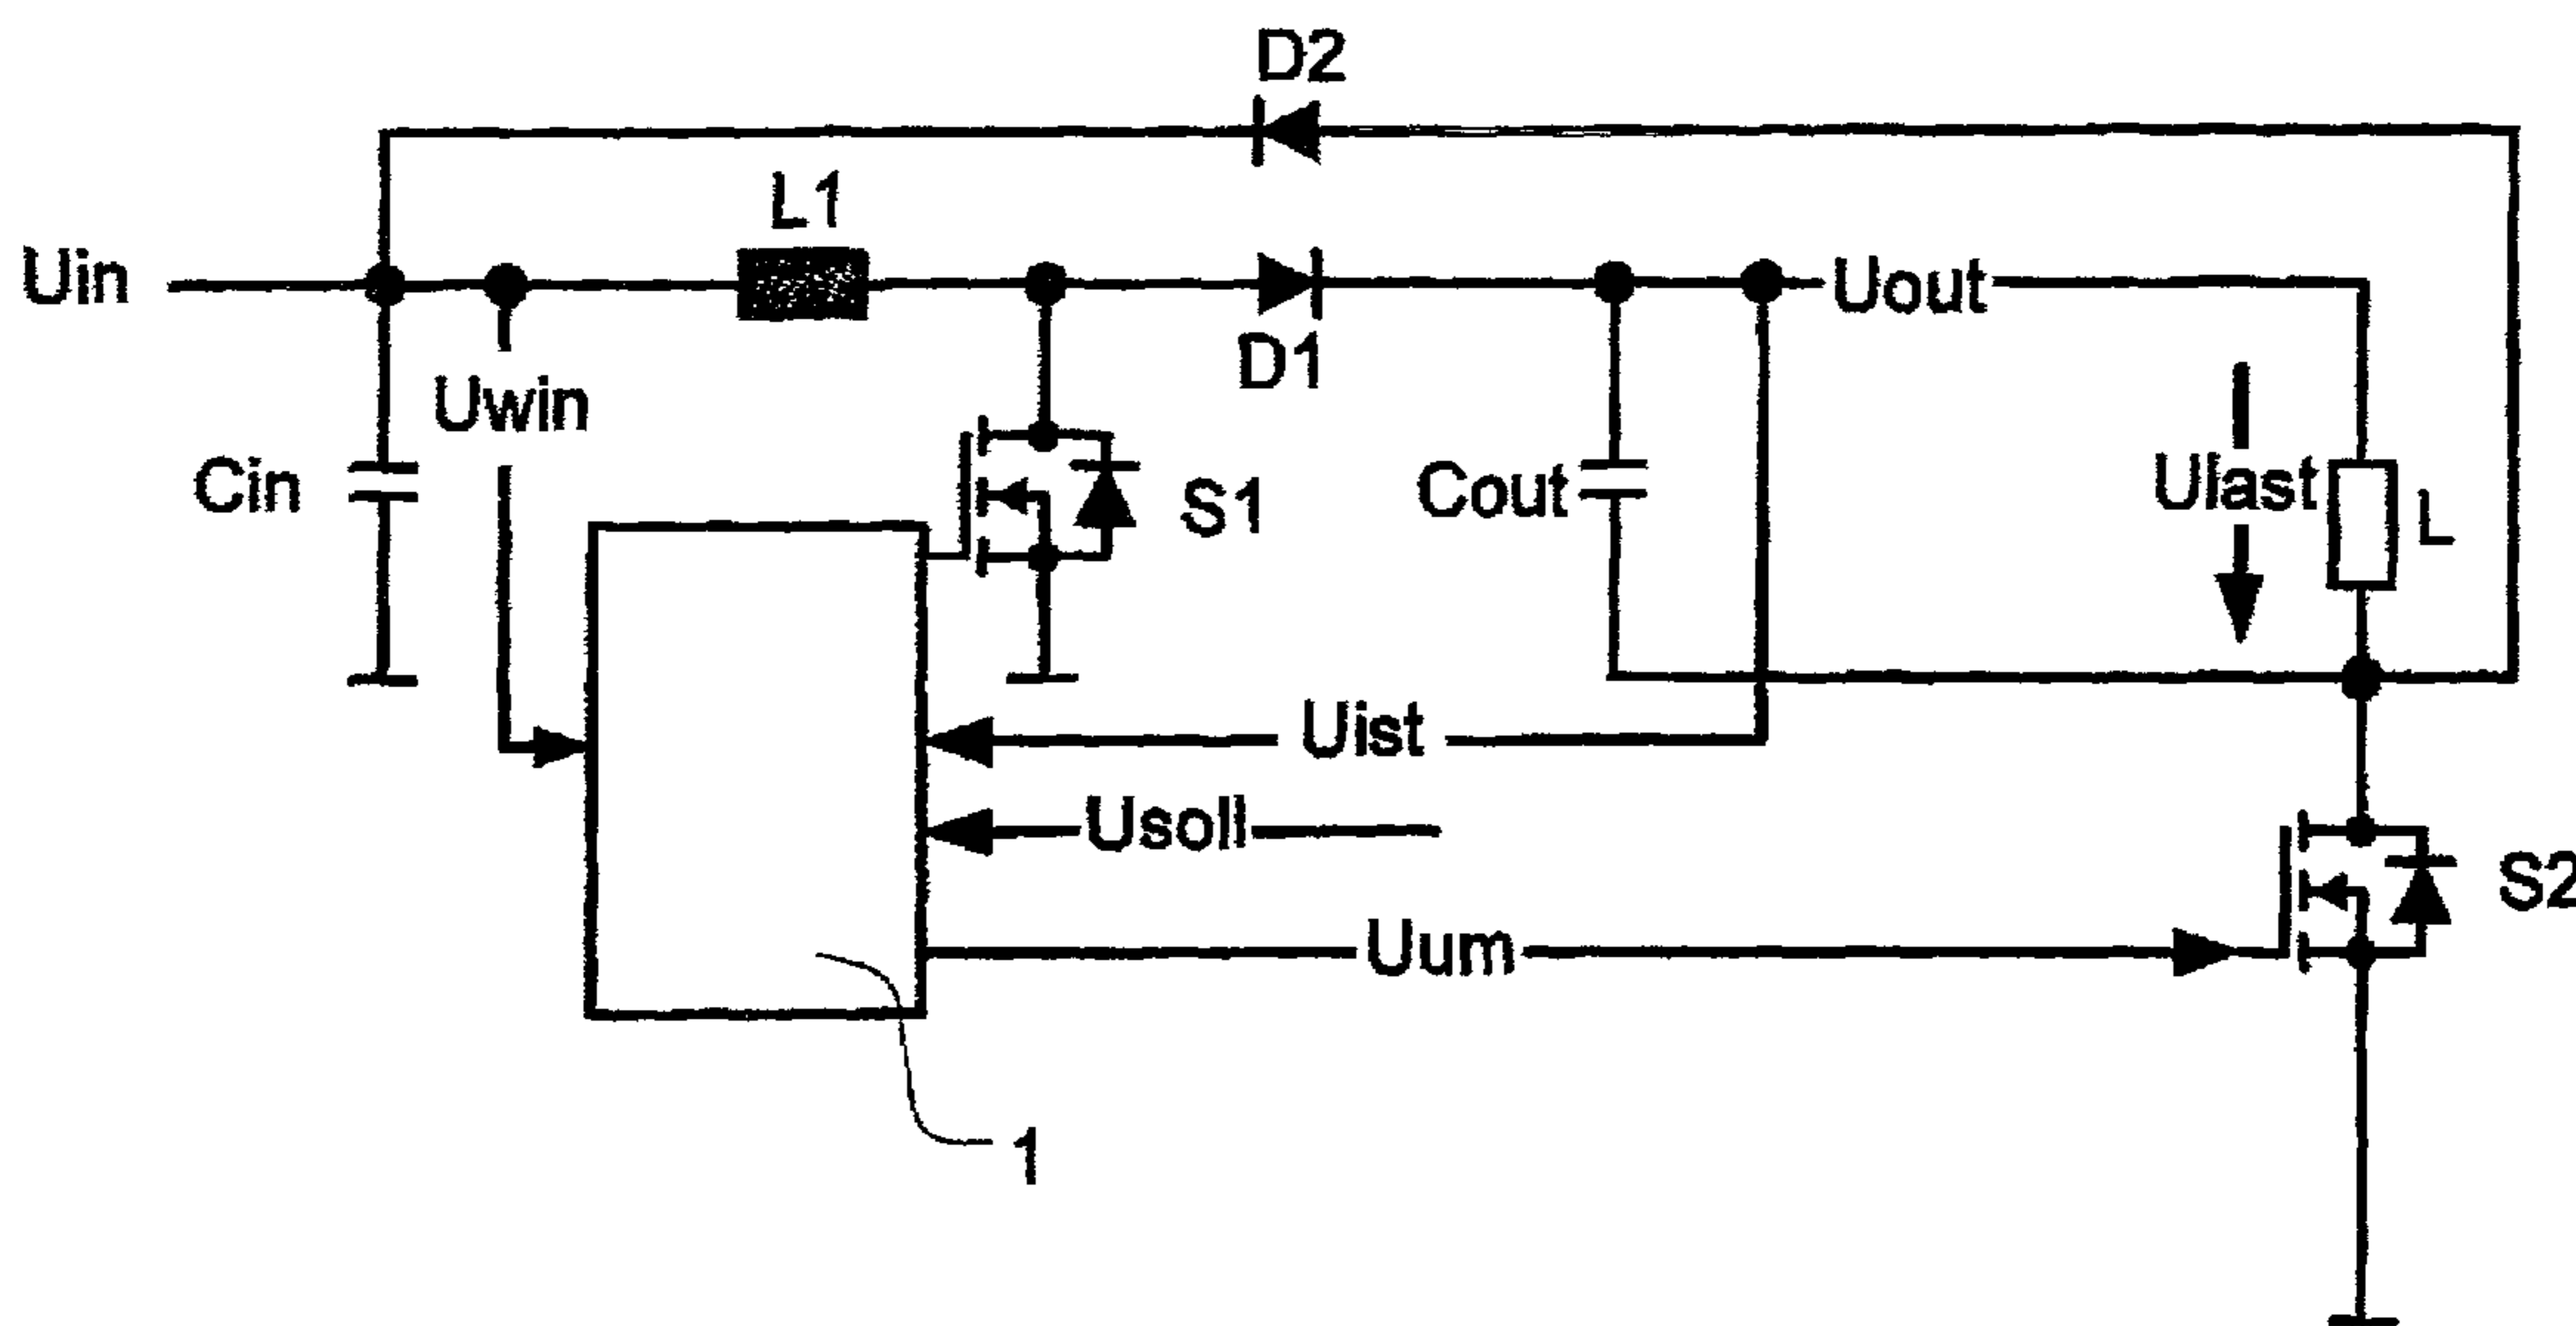 D2
L1
Uin
Uout
D1
Uwin
Cin
S1
Cout
Ulast
L
Uist
Usoll
S2
Uum
1